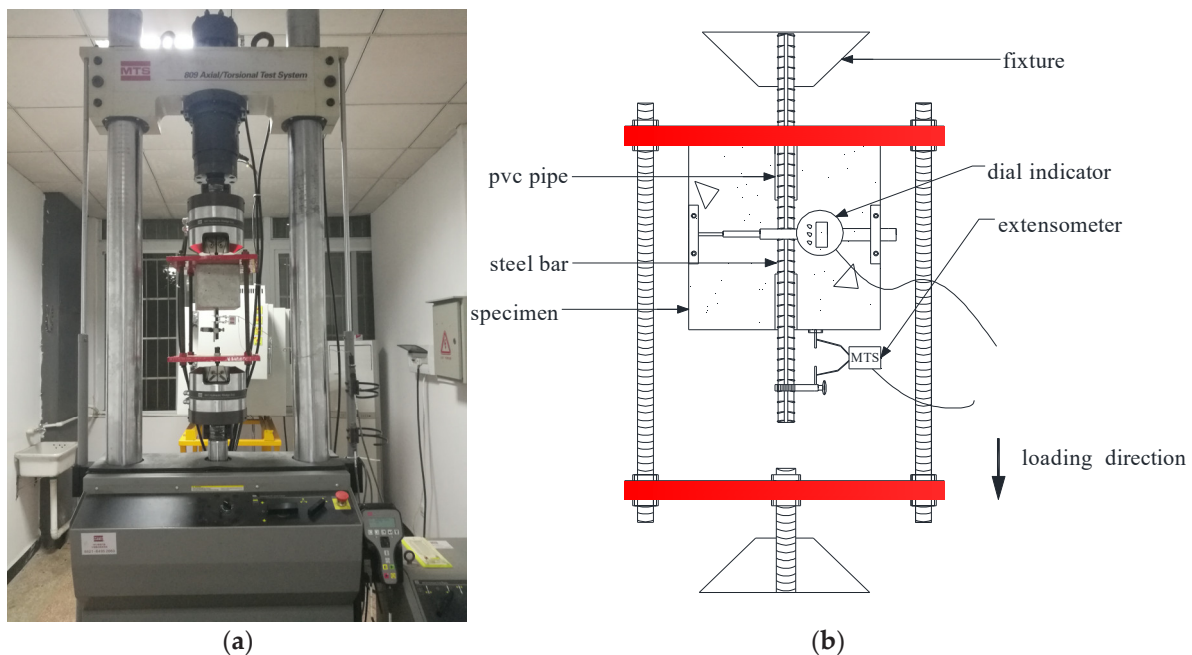 MTS
809 Axial/Torsional Test System
fixture
pvc pipe
dial indicator
extensometer
steel bar
specimen
MTS
loading direction
(a)
(b)